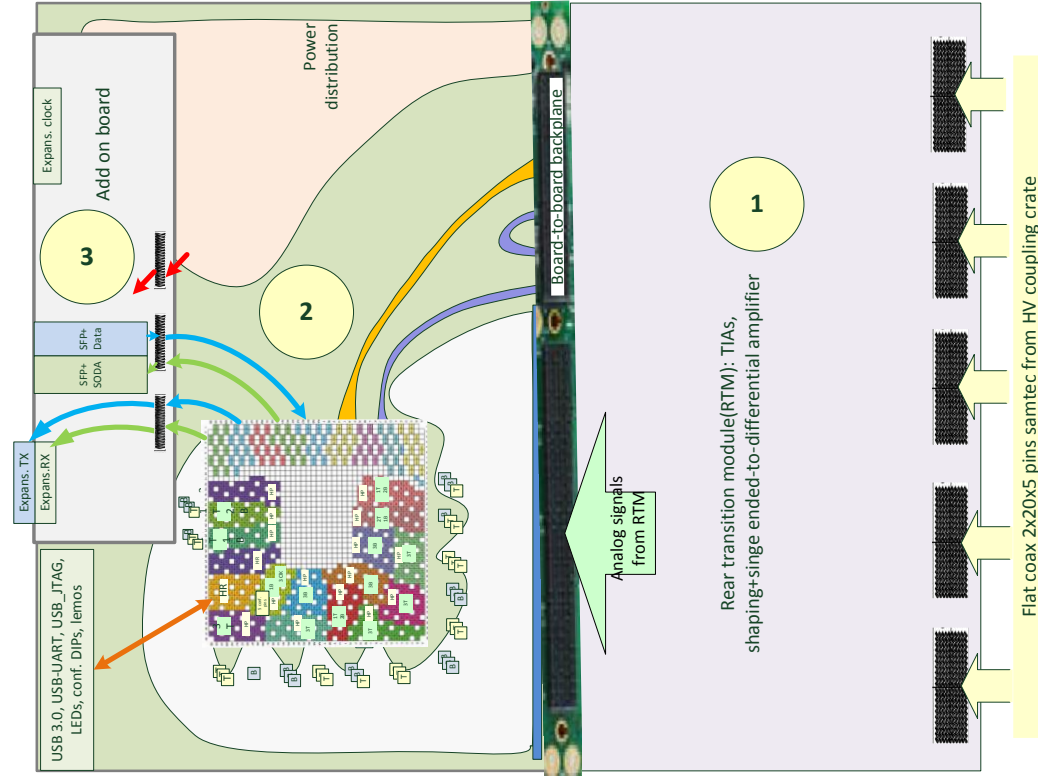 Power
distribution
Expans. clock
Add on board
3
SFP+
Data
SFP+
SODA
Expans. TX
Expans.RX
2
Board-to-board backplane
1
Rear transition module(RTM): TIAs,
shaping+singe ended-to-differential amplifier
Analog signals
from RTM
Flat coax 2x20x5 pins samtec from HV coupling crate
USB 3.0, USB-UART, USB_JTAG,
LEDs, conf. DIPs, lemos
HR